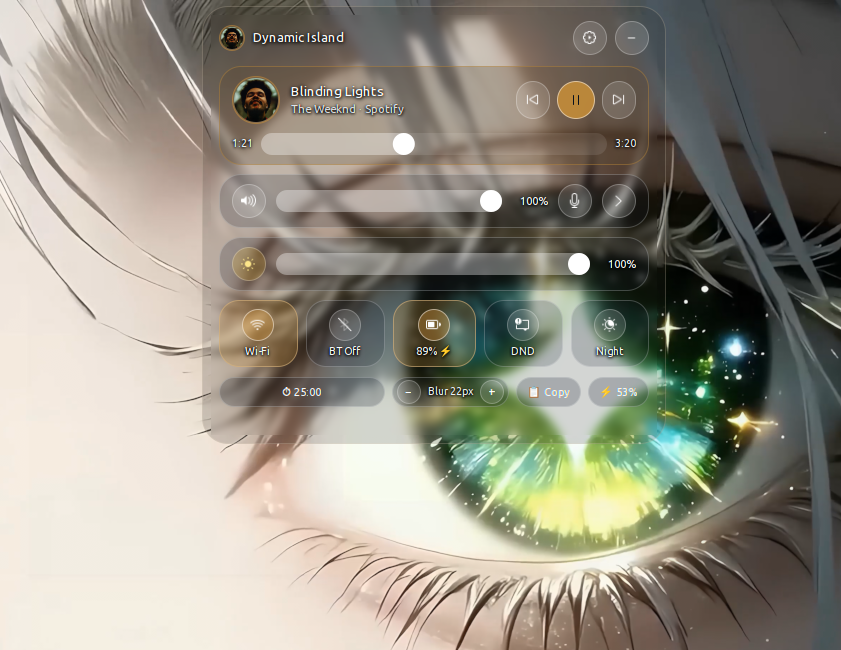 Dynamic Island
Blinding Lights
The Weeknd · Spotify
1:21
3:20
100%
100%
Wi-Fi
BT Off
89% ⚡
DND
Night
⏱ 25:00
− Blur 22px +
📋 Copy
⚡ 53%